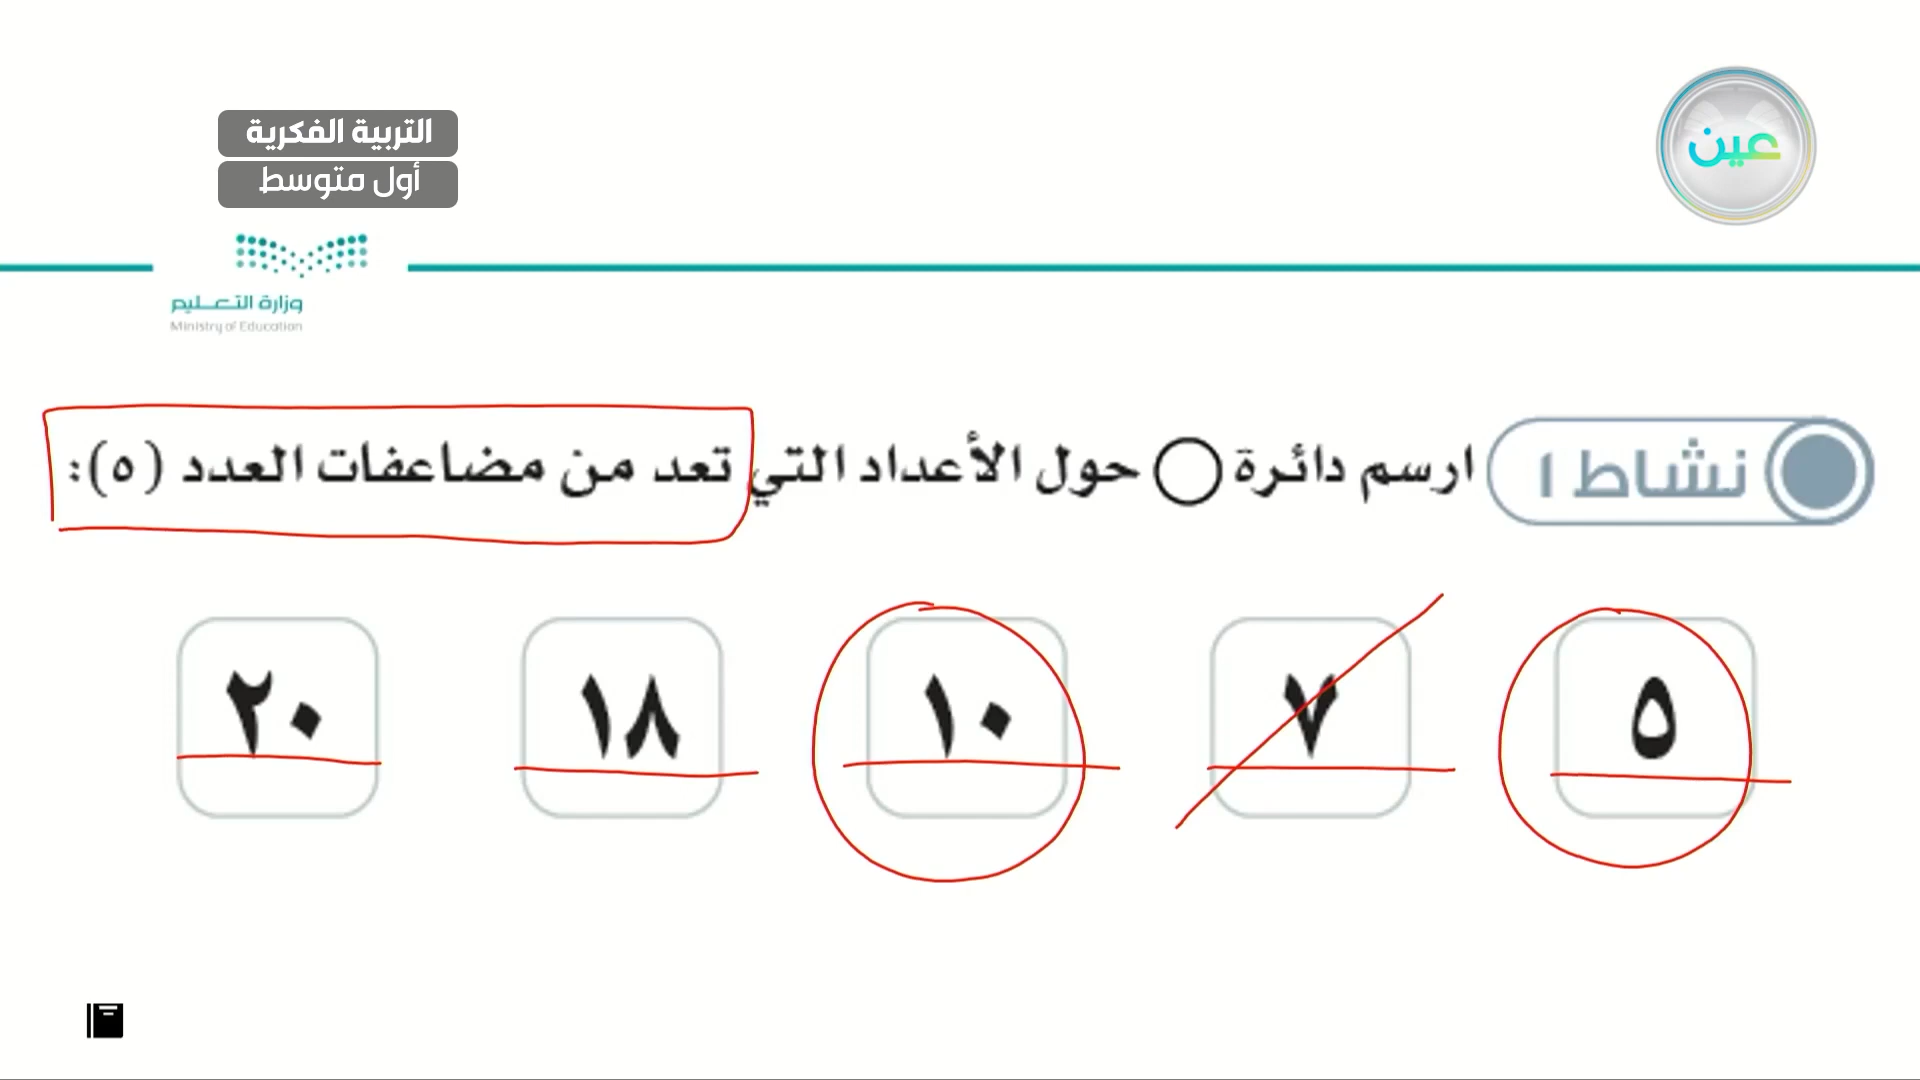 التربية الفكرية
أول متوسط
عين
وزارة التعليم
Ministry of Education
نشاط ١
ارسم دائرة ○ حول الأعداد التي تعد من مضاعفات العدد (٥):
٥ ٧ ١٠ ١٨ ٢٠